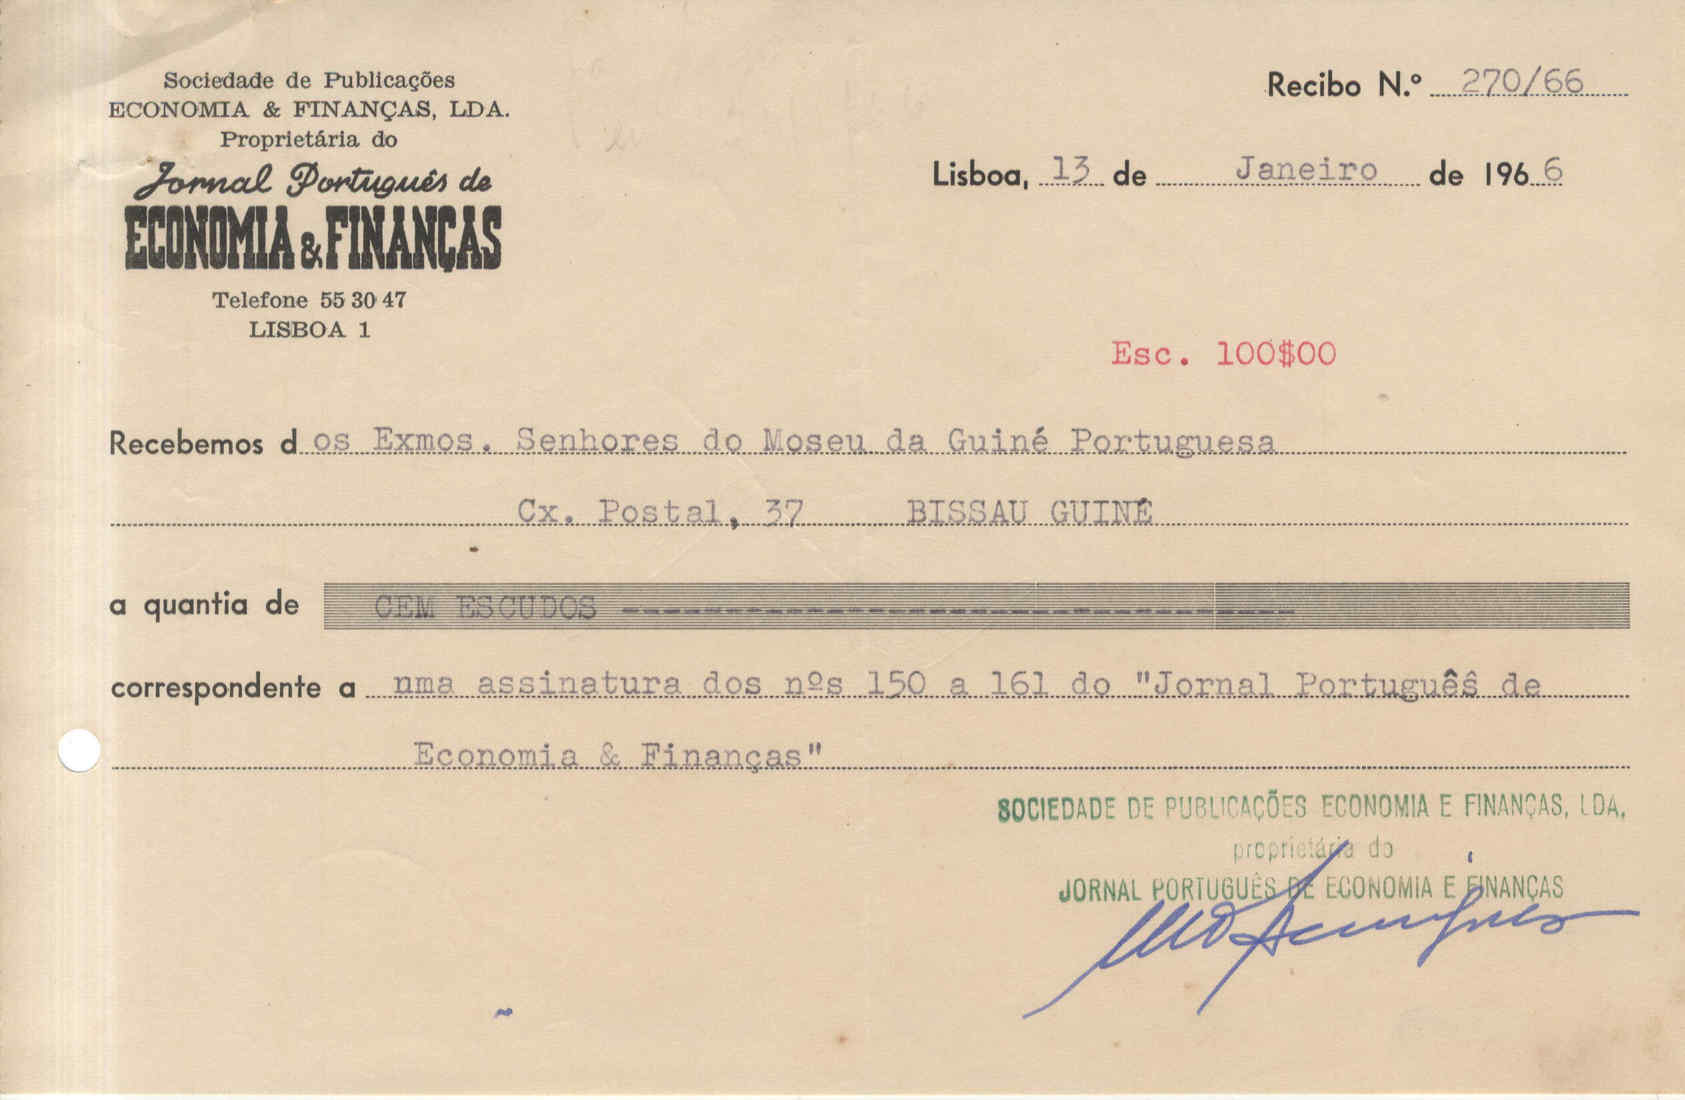 Sociedade de Publicações
ECONOMIA & FINANÇAS, LDA.
Proprietária do
Jornal Português de
ECONOMIA & FINANÇAS
Telefone 55 30 47
LISBOA 1
Recibo N.º 270/66
Lisboa, 13 de Janeiro de 1966
Esc. 100$00
Recebemos dos Exmos. Senhores do Moseu da Guiné Portuguesa
Cx. Postal, 37 BISSAU GUINÉ
a quantia de CEM ESCUDOS ---------------------------------
correspondente a nma assinatura dos nºs 150 a 161 do "Jornal Português de
Economia & Finanças"
SOCIEDADE DE PUBLICAÇÕES ECONOMIA E FINANÇAS, LDA,
proprietária do
JORNAL PORTUGUÊS DE ECONOMIA E FINANÇAS